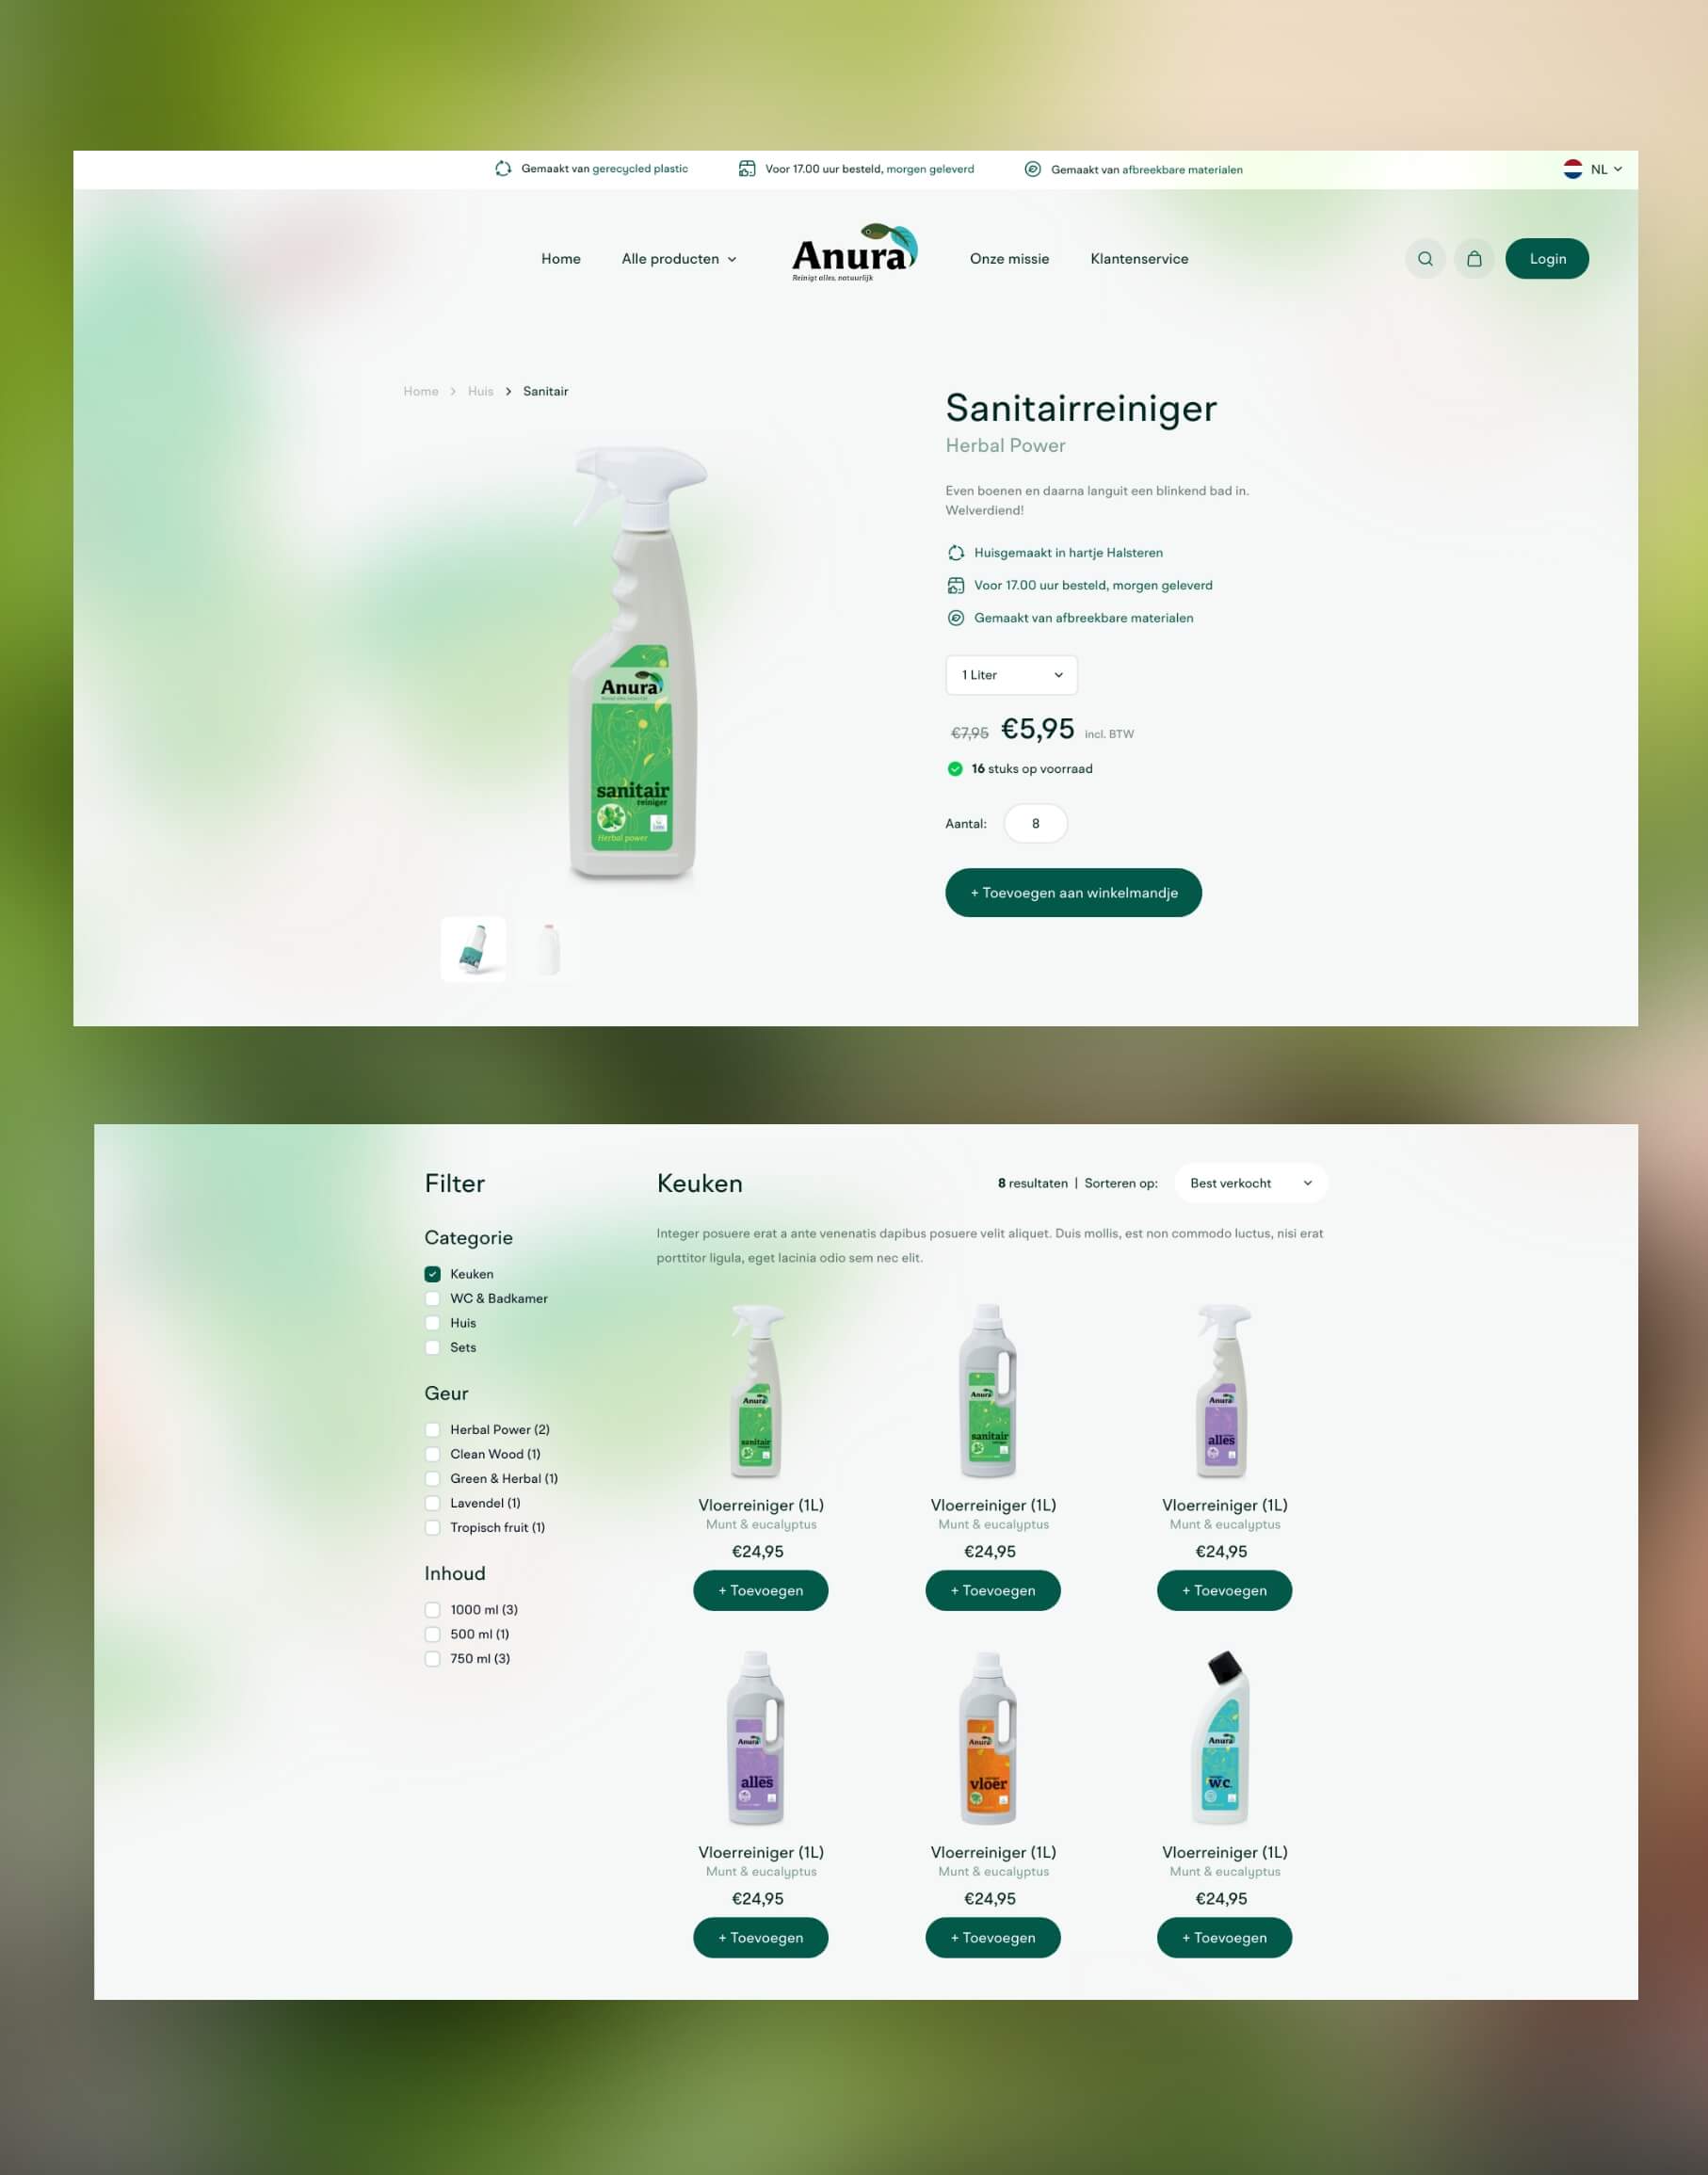 Gemaakt van gerecycled plastic
Voor 17.00 uur besteld, morgen geleverd
Gemaakt van afbreekbare materialen
NL
Home
Alle producten
Anura
Reinigt alles, natuurlijk
Onze missie
Klantenservice
Login
Home > Huis > Sanitair
Sanitairreiniger
Herbal Power
Even boenen en daarna languit een blinkend bad in.
Welverdiend!
Huisgemaakt in hartje Halsteren
Voor 17.00 uur besteld, morgen geleverd
Gemaakt van afbreekbare materialen
1 Liter
€7,95 €5,95 incl. BTW
16 stuks op voorraad
Aantal: 8
+ Toevoegen aan winkelmandje
Anura
sanitair
reiniger
Herbal power
Filter
Categorie
Keuken
WC & Badkamer
Huis
Sets
Geur
Herbal Power (2)
Clean Wood (1)
Green & Herbal (1)
Lavendel (1)
Tropisch fruit (1)
Inhoud
1000 ml (3)
500 ml (1)
750 ml (3)
Keuken
8 resultaten | Sorteren op: Best verkocht
Integer posuere erat a ante venenatis dapibus posuere velit aliquet. Duis mollis, est non commodo luctus, nisi erat
porttitor ligula, eget lacinia odio sem nec elit.
Anura
sanitair
Vloerreiniger (1L)
Munt & eucalyptus
€24,95
+ Toevoegen
Anura
sanitair
Vloerreiniger (1L)
Munt & eucalyptus
€24,95
+ Toevoegen
Anura
alles
Vloerreiniger (1L)
Munt & eucalyptus
€24,95
+ Toevoegen
Anura
alles
Vloerreiniger (1L)
Munt & eucalyptus
€24,95
+ Toevoegen
Anura
vloer
Vloerreiniger (1L)
Munt & eucalyptus
€24,95
+ Toevoegen
Anura
w.c.
Vloerreiniger (1L)
Munt & eucalyptus
€24,95
+ Toevoegen